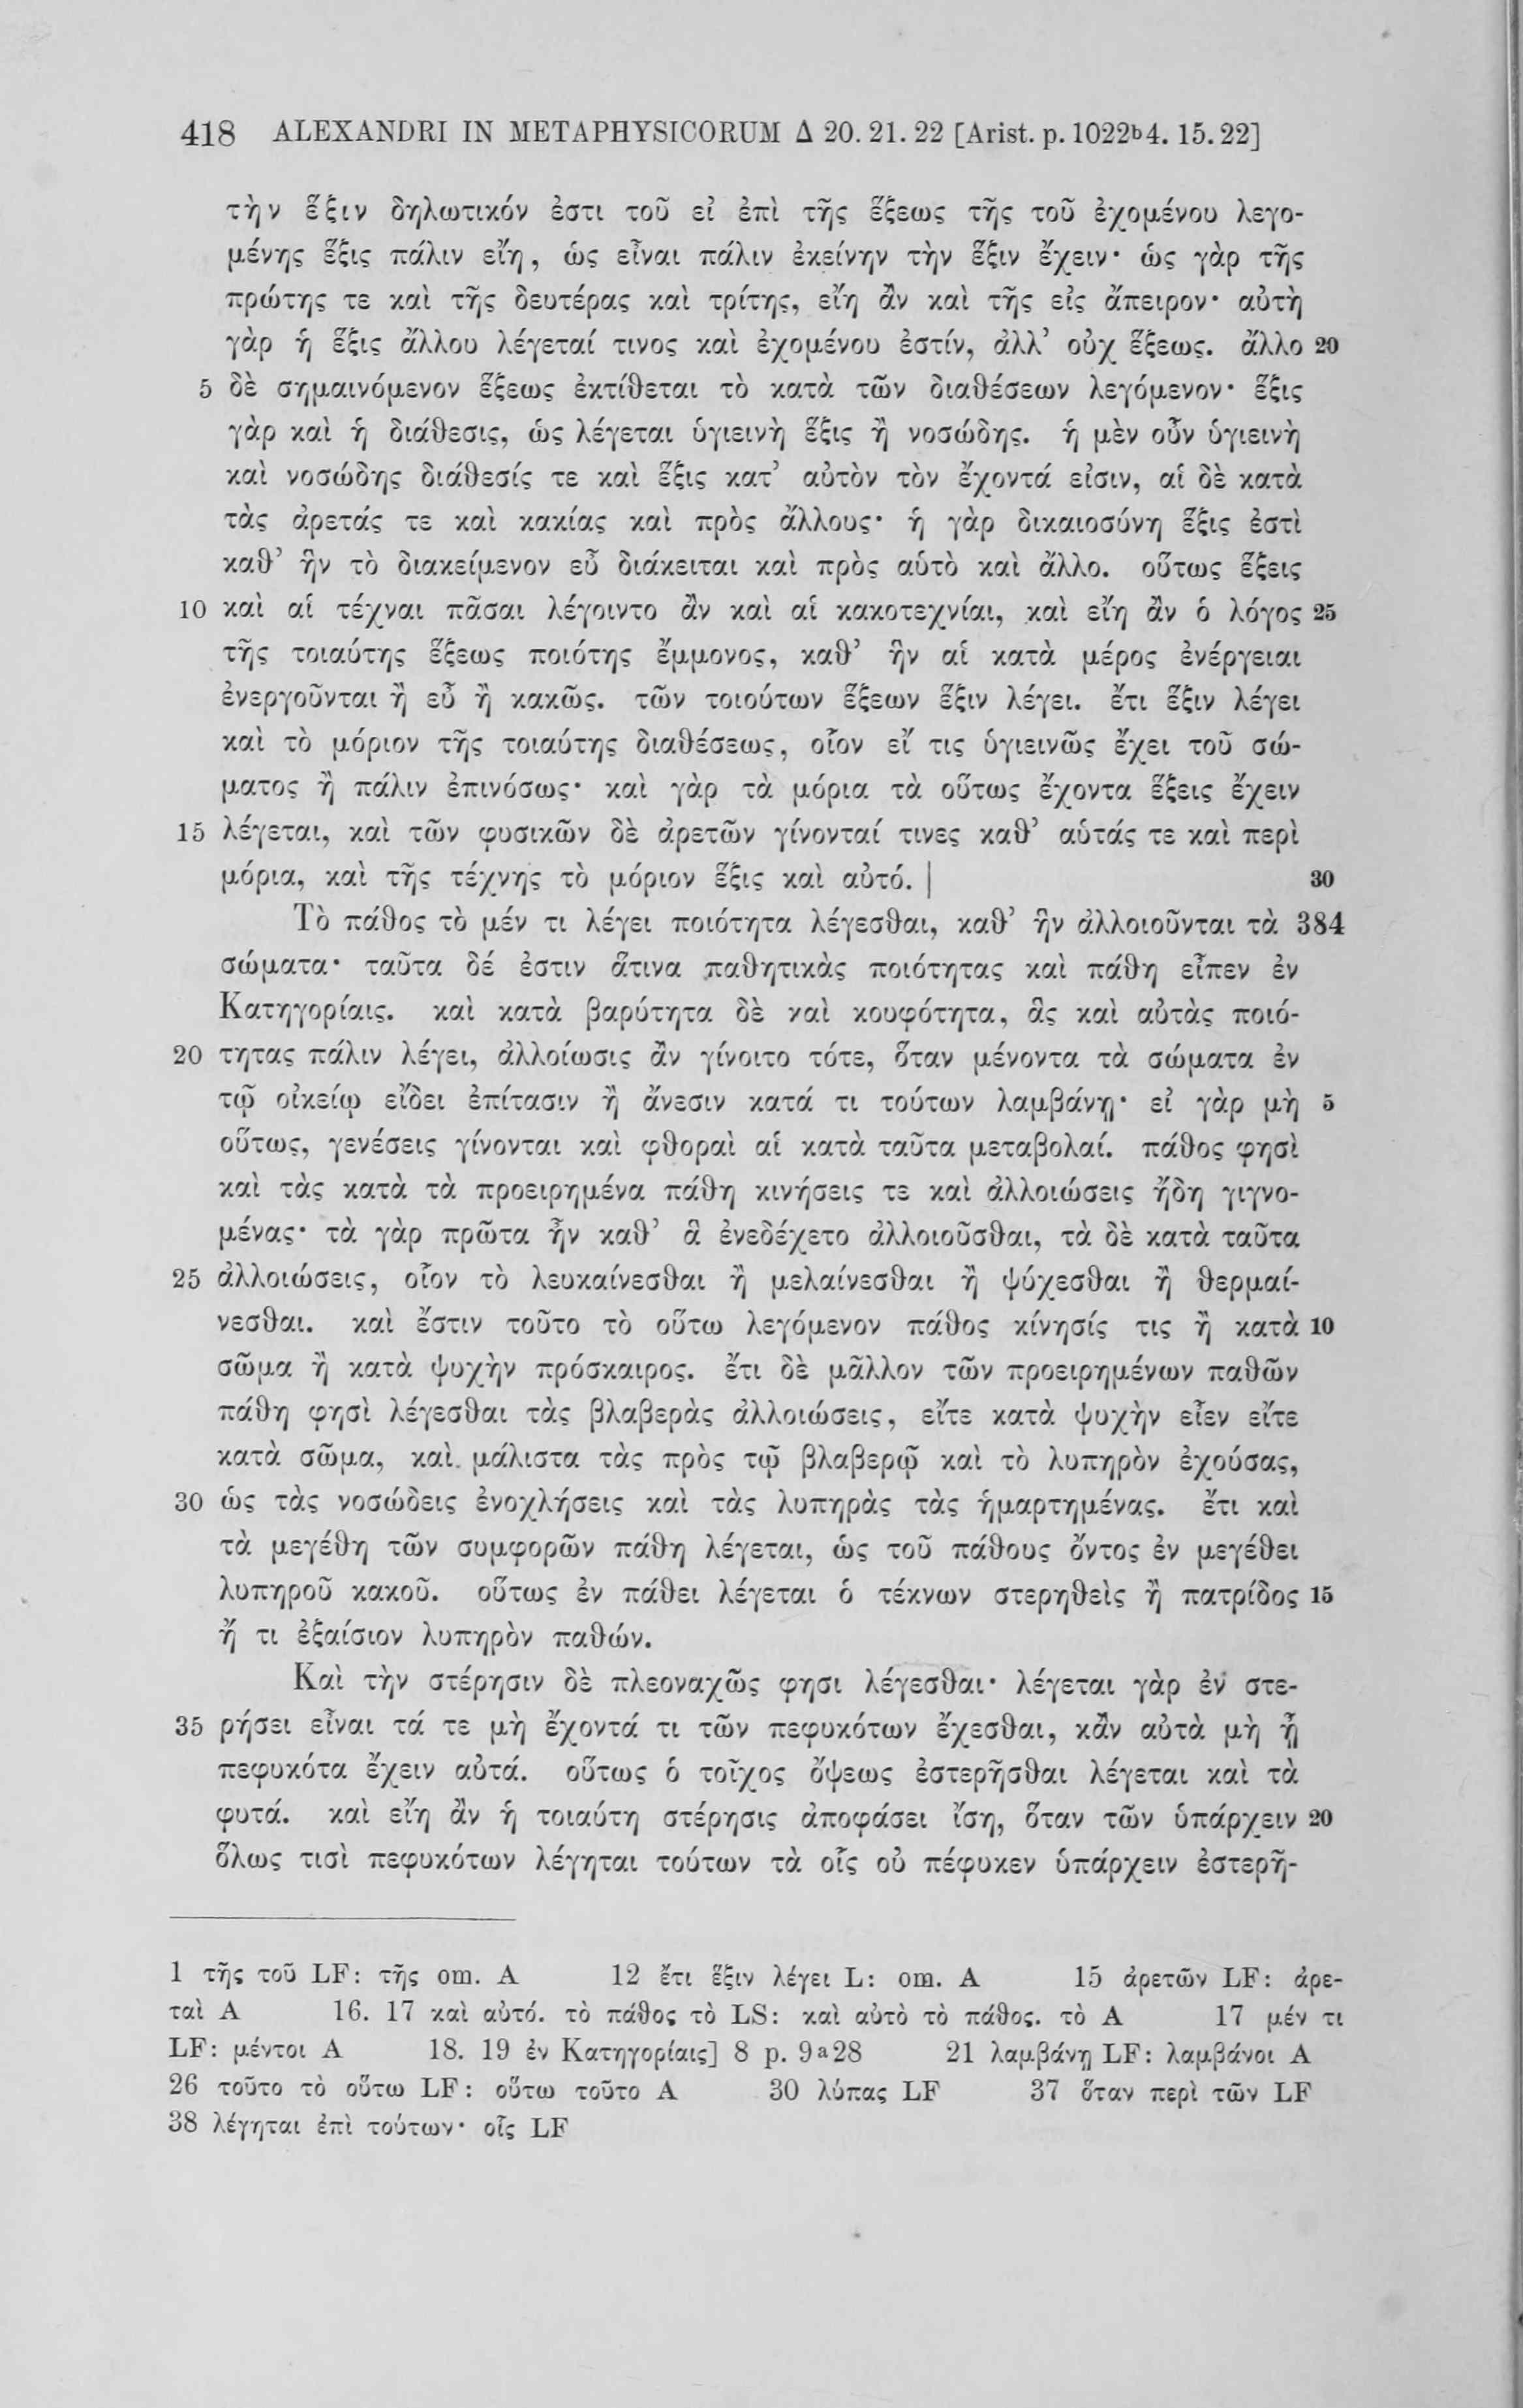 418 ALEXANDRI IN METAPHYSICORUM Δ 20. 21. 22 [Arist. p. 1022b4. 15. 22]
τὴν ἕξιν δηλωτικόν ἐστι τοῦ εἰ ἐπὶ τῆς ἕξεως τῆς τοῦ ἐχομένου λεγο-
μένης ἕξις πάλιν εἴη, ὡς εἶναι πάλιν ἐκείνην τὴν ἕξιν ἔχειν· ὡς γὰρ τῆς
πρώτης τε καὶ τῆς δευτέρας καὶ τρίτης, εἴη ἂν καὶ τῆς εἰς ἄπειρον· αὐτὴ
γὰρ ἡ ἕξις ἄλλου λέγεταί τινος καὶ ἐχομένου ἐστίν, ἀλλ’ οὐχ ἕξεως. ἄλλο 20
5 δὲ σημαινόμενον ἕξεως ἐκτίθεται τὸ κατὰ τῶν διαθέσεων λεγόμενον· ἕξις
γὰρ καὶ ἡ διάθεσις, ὡς λέγεται ὑγιεινὴ ἕξις ἢ νοσώδης. ἡ μὲν οὖν ὑγιεινὴ
καὶ νοσώδης διάθεσίς τε καὶ ἕξις κατ’ αὐτὸν τὸν ἔχοντά εἰσιν, αἱ δὲ κατὰ
τὰς ἀρετάς τε καὶ κακίας καὶ πρὸς ἄλλους· ἡ γὰρ δικαιοσύνη ἕξις ἐστὶ
καθ’ ἣν τὸ διακείμενον εὖ διάκειται καὶ πρὸς αὑτὸ καὶ ἄλλο. οὕτως ἕξεις
10 καὶ αἱ τέχναι πᾶσαι λέγοιντο ἂν καὶ αἱ κακοτεχνίαι, καὶ εἴη ἂν ὁ λόγος 25
τῆς τοιαύτης ἕξεως ποιότης ἔμμονος, καθ’ ἣν αἱ κατὰ μέρος ἐνέργειαι
ἐνεργοῦνται ἢ εὖ ἢ κακῶς. τῶν τοιούτων ἕξεων ἕξιν λέγει. ἔτι ἕξιν λέγει
καὶ τὸ μόριον τῆς τοιαύτης διαθέσεως, οἷον εἴ τις ὑγιεινῶς ἔχει τοῦ σώ-
ματος ἢ πάλιν ἐπινόσως· καὶ γὰρ τὰ μόρια τὰ οὕτως ἔχοντα ἕξεις ἔχειν
15 λέγεται, καὶ τῶν φυσικῶν δὲ ἀρετῶν γίνονταί τινες καθ’ αὑτάς τε καὶ περὶ
μόρια, καὶ τῆς τέχνης τὸ μόριον ἕξις καὶ αὐτό. | 30
Τὸ πάθος τὸ μέν τι λέγει ποιότητα λέγεσθαι, καθ’ ἣν ἀλλοιοῦνται τὰ 384
σώματα· ταῦτα δέ ἐστιν ἅτινα παθητικὰς ποιότητας καὶ πάθη εἶπεν ἐν
Κατηγορίαις. καὶ κατὰ βαρύτητα δὲ καὶ κουφότητα, ἃς καὶ αὐτὰς ποιό-
20 τητας πάλιν λέγει, ἀλλοίωσις ἂν γίνοιτο τότε, ὅταν μένοντα τὰ σώματα ἐν
τῷ οἰκείῳ εἴδει ἐπίτασιν ἢ ἄνεσιν κατά τι τούτων λαμβάνῃ· εἰ γὰρ μὴ 5
οὕτως, γενέσεις γίνονται καὶ φθοραὶ αἱ κατὰ ταῦτα μεταβολαί. πάθος φησὶ
καὶ τὰς κατὰ τὰ προειρημένα πάθη κινήσεις τε καὶ ἀλλοιώσεις ἤδη γιγνο-
μένας· τὰ γὰρ πρῶτα ἦν καθ’ ἃ ἐνεδέχετο ἀλλοιοῦσθαι, τὰ δὲ κατὰ ταῦτα
25 ἀλλοιώσεις, οἷον τὸ λευκαίνεσθαι ἢ μελαίνεσθαι ἢ ψύχεσθαι ἢ θερμαί-
νεσθαι. καὶ ἔστιν τοῦτο τὸ οὕτω λεγόμενον πάθος κίνησίς τις ἢ κατὰ 10
σῶμα ἢ κατὰ ψυχὴν πρόσκαιρος. ἔτι δὲ μᾶλλον τῶν προειρημένων παθῶν
πάθη φησὶ λέγεσθαι τὰς βλαβερὰς ἀλλοιώσεις, εἴτε κατὰ ψυχὴν εἶεν εἴτε
κατὰ σῶμα, καὶ μάλιστα τὰς πρὸς τῷ βλαβερῷ καὶ τὸ λυπηρὸν ἐχούσας,
30 ὡς τὰς νοσώδεις ἐνοχλήσεις καὶ τὰς λυπηρὰς τὰς ἡμαρτημένας. ἔτι καὶ
τὰ μεγέθη τῶν συμφορῶν πάθη λέγεται, ὡς τοῦ πάθους ὄντος ἐν μεγέθει
λυπηροῦ κακοῦ. οὕτως ἐν πάθει λέγεται ὁ τέκνων στερηθεὶς ἢ πατρίδος 15
ἤ τι ἐξαίσιον λυπηρὸν παθών.
Καὶ τὴν στέρησιν δὲ πλεοναχῶς φησι λέγεσθαι· λέγεται γὰρ ἐν στε-
35 ρήσει εἶναι τά τε μὴ ἔχοντά τι τῶν πεφυκότων ἔχεσθαι, κἂν αὐτὰ μὴ ᾖ
πεφυκότα ἔχειν αὐτά. οὕτως ὁ τοῖχος ὄψεως ἐστερῆσθαι λέγεται καὶ τὰ
φυτά. καὶ εἴη ἂν ἡ τοιαύτη στέρησις ἀποφάσει ἴση, ὅταν τῶν ὑπάρχειν 20
ὅλως τισὶ πεφυκότων λέγηται τούτων τὰ οἷς οὐ πέφυκεν ὑπάρχειν ἐστερῆ-
1 τῆς τοῦ LF: τῆς om. A 12 ἔτι ἕξιν λέγει L: om. A 15 ἀρετῶν LF: ἀρε-
ταὶ A 16. 17 καὶ αὐτό. τὸ πάθος τὸ LS: καὶ αὐτὸ τὸ πάθος. τὸ A 17 μέν τι
LF: μέντοι A 18. 19 ἐν Κατηγορίαις] 8 p. 9a28 21 λαμβάνῃ LF: λαμβάνοι A
26 τοῦτο τὸ οὕτω LF: οὕτω τοῦτο A 30 λύπας LF 37 ὅταν περὶ τῶν LF
38 λέγηται ἐπὶ τούτων· οἷς LF